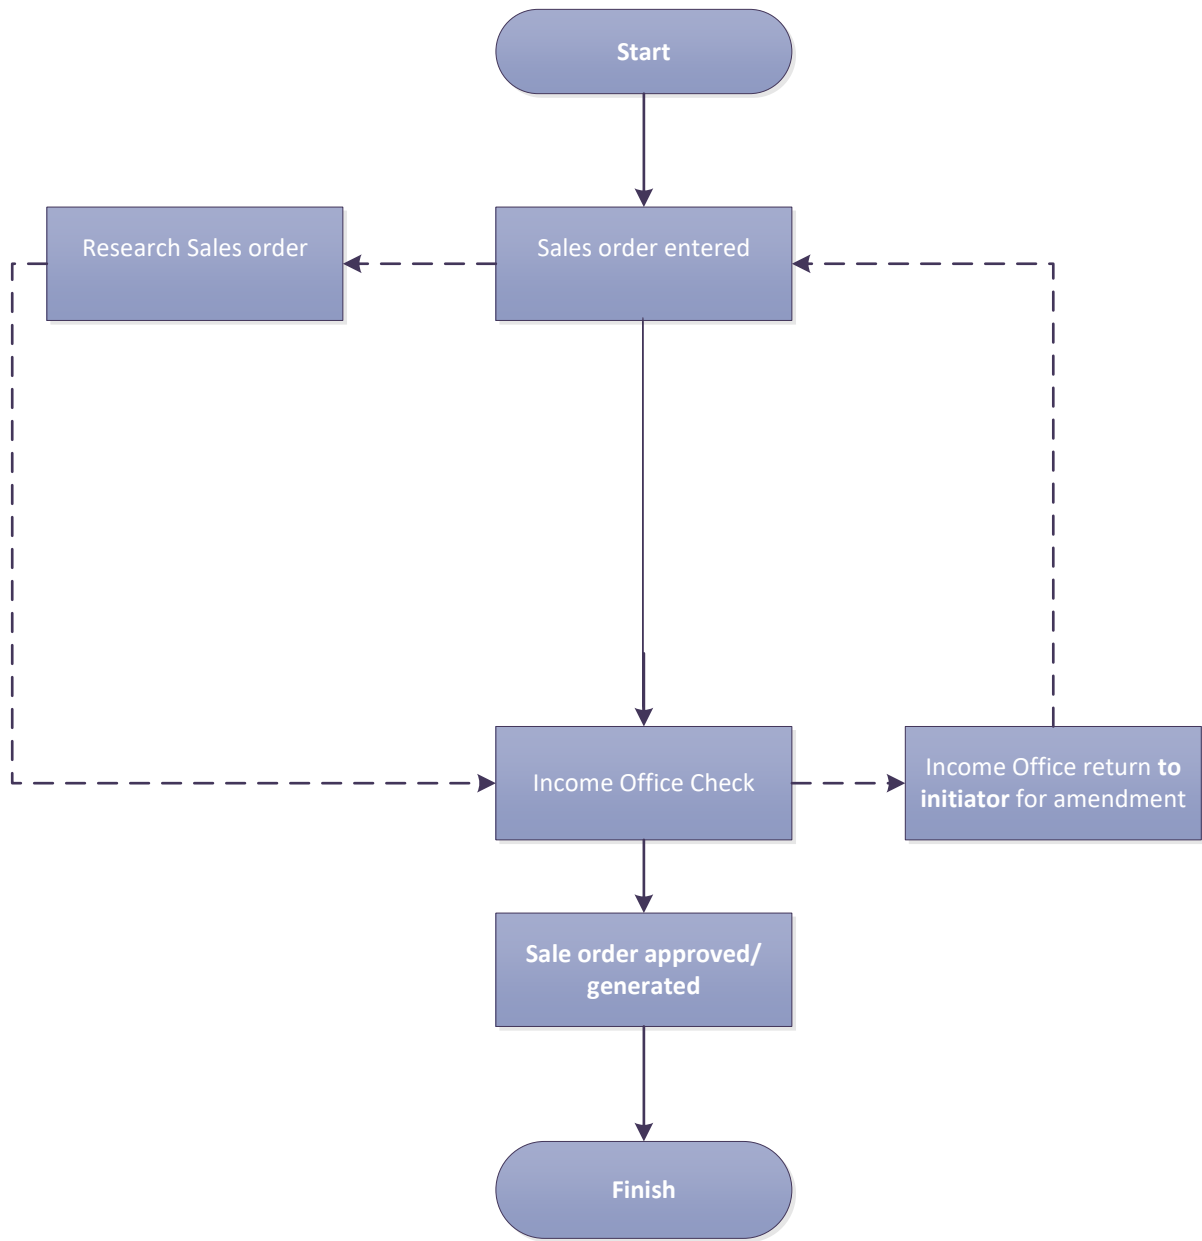 Start
Research Sales order
Sales order entered
Income Office Check
Income Office return to
initiator for amendment
Sale order approved/
generated
Finish